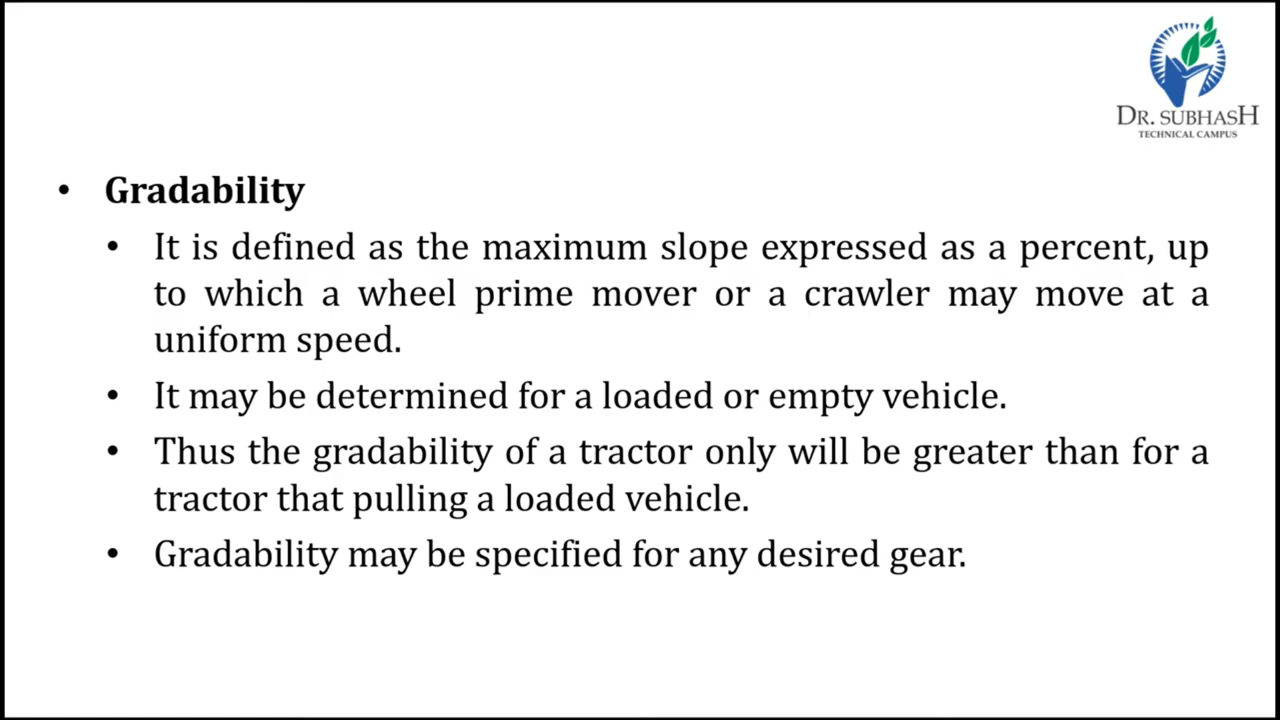 DR. SUBHASH
TECHNICAL CAMPUS
• Gradability
• It is defined as the maximum slope expressed as a percent, up
to which a wheel prime mover or a crawler may move at a
uniform speed.
• It may be determined for a loaded or empty vehicle.
• Thus the gradability of a tractor only will be greater than for a
tractor that pulling a loaded vehicle.
• Gradability may be specified for any desired gear.